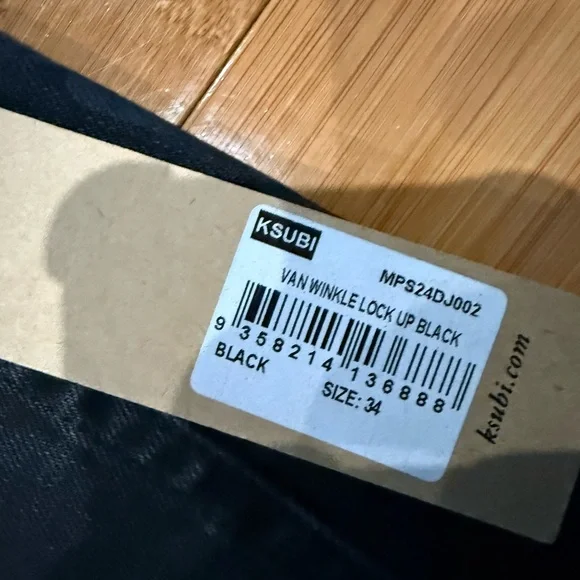 KSUBI
MPS24DJ002
VAN WINKLE LOCK UP BLACK
9 358214 136888
BLACK
SIZE: 34
ksubi.com